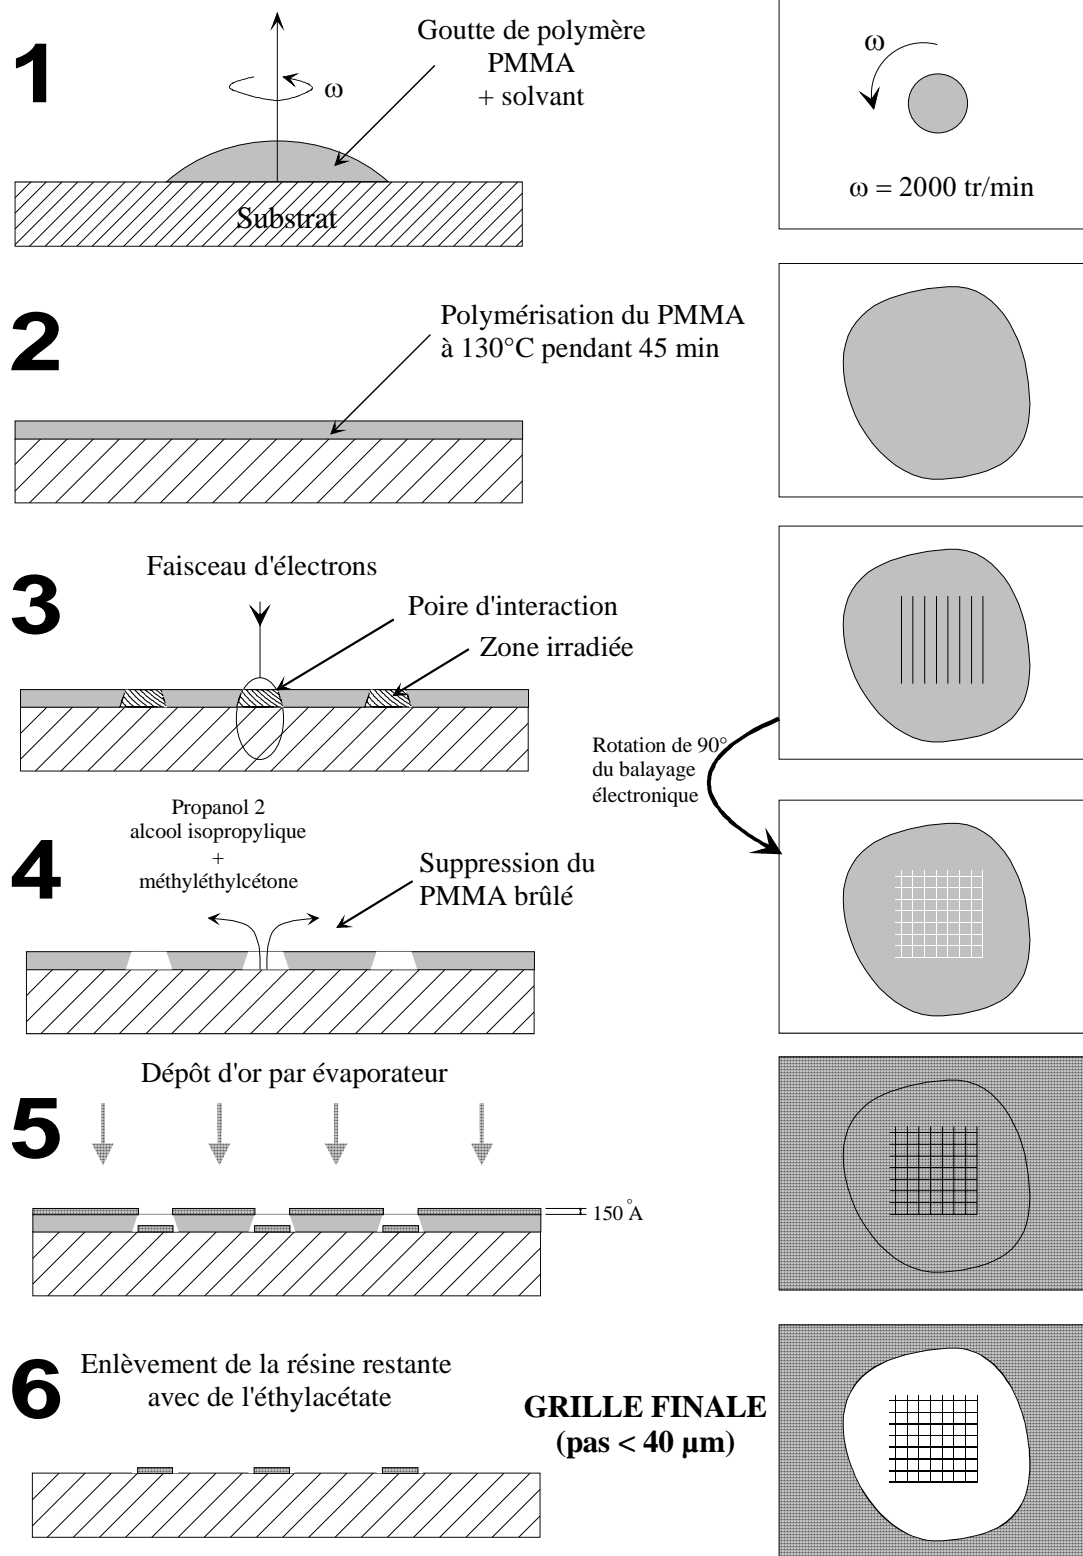 1
Goutte de polymère
PMMA
+ solvant
ω
Substrat
ω
ω = 2000 tr/min
2
Polymérisation du PMMA
à 130°C pendant 45 min
3
Faisceau d'électrons
Poire d'interaction
Zone irradiée
Rotation de 90°
du balayage
électronique
4
Propanol 2
alcool isopropylique
+
méthyléthylcétone
Suppression du
PMMA brûlé
5
Dépôt d'or par évaporateur
150 Å
6
Enlèvement de la résine restante
avec de l'éthylacétate
GRILLE FINALE
(pas < 40 µm)